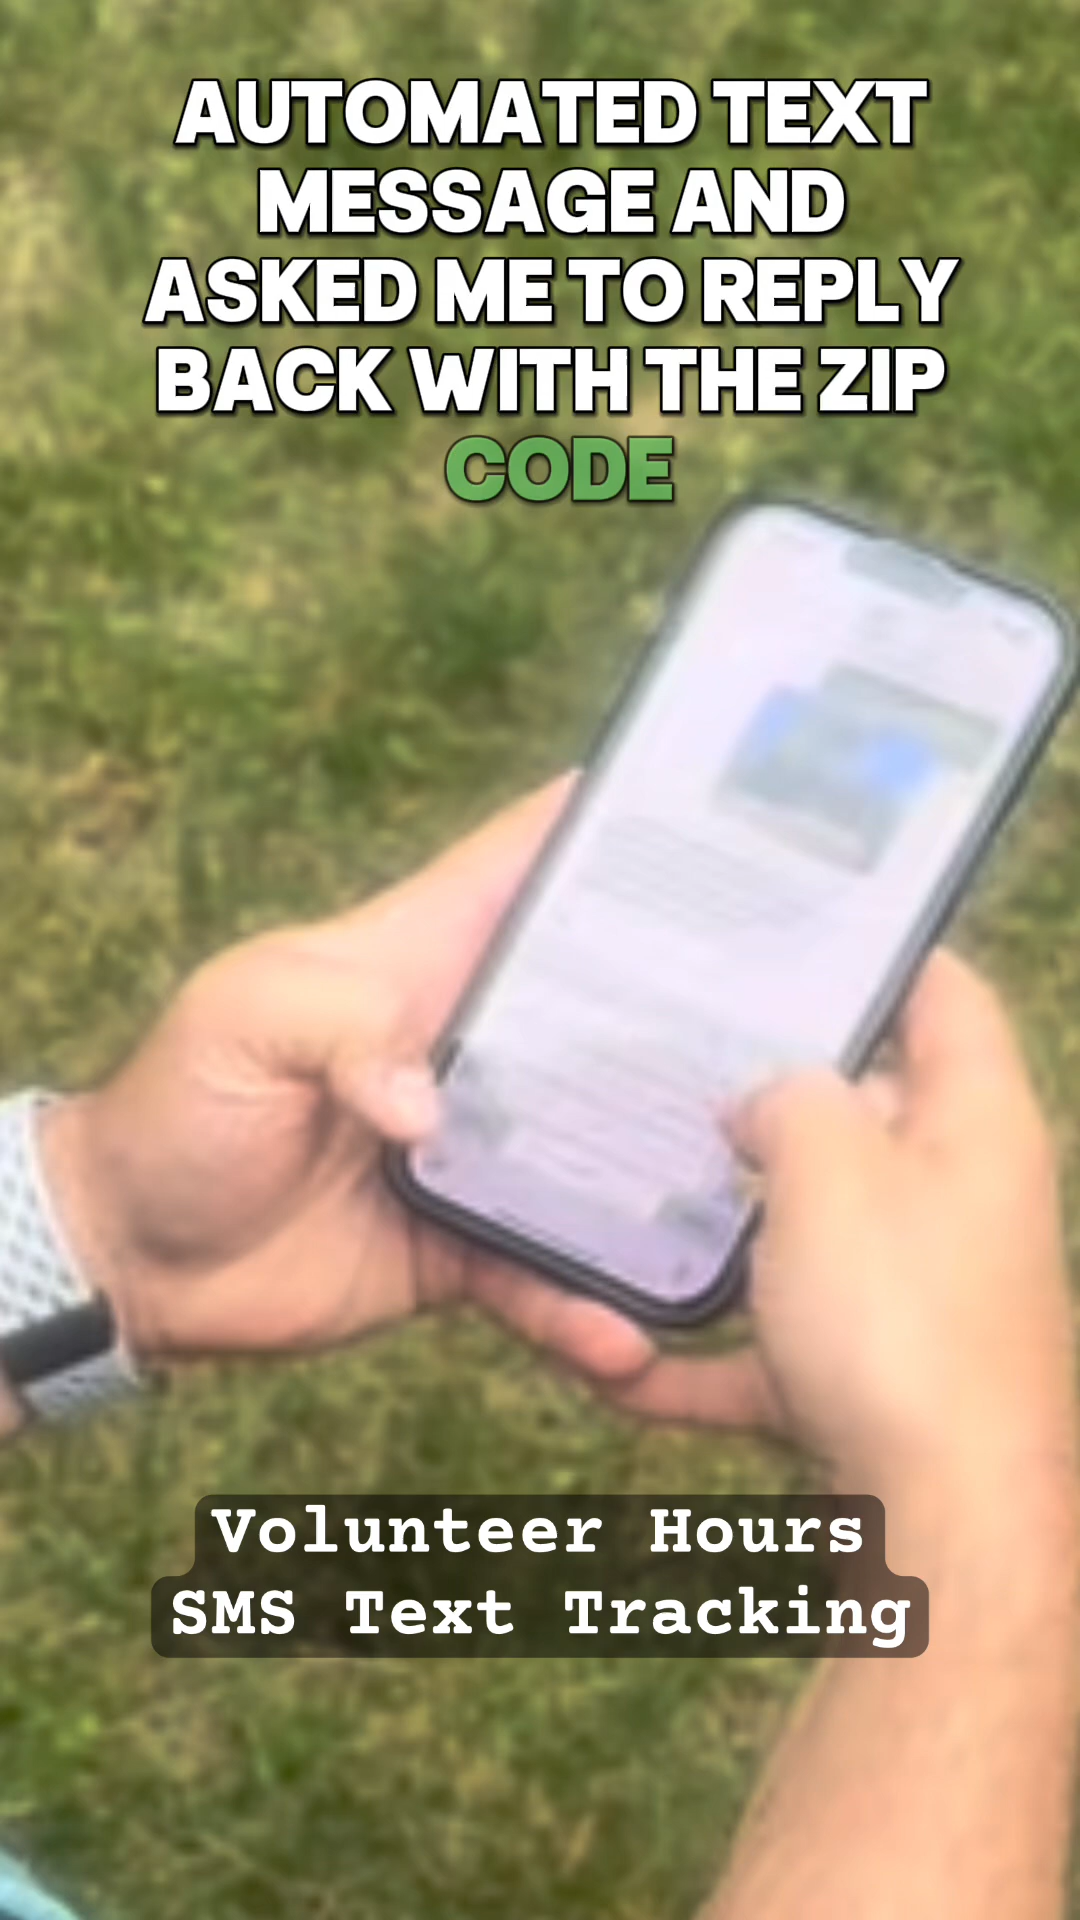 AUTOMATED TEXT
MESSAGE AND
ASKED ME TO REPLY
BACK WITH THE ZIP
CODE
Volunteer Hours
SMS Text Tracking